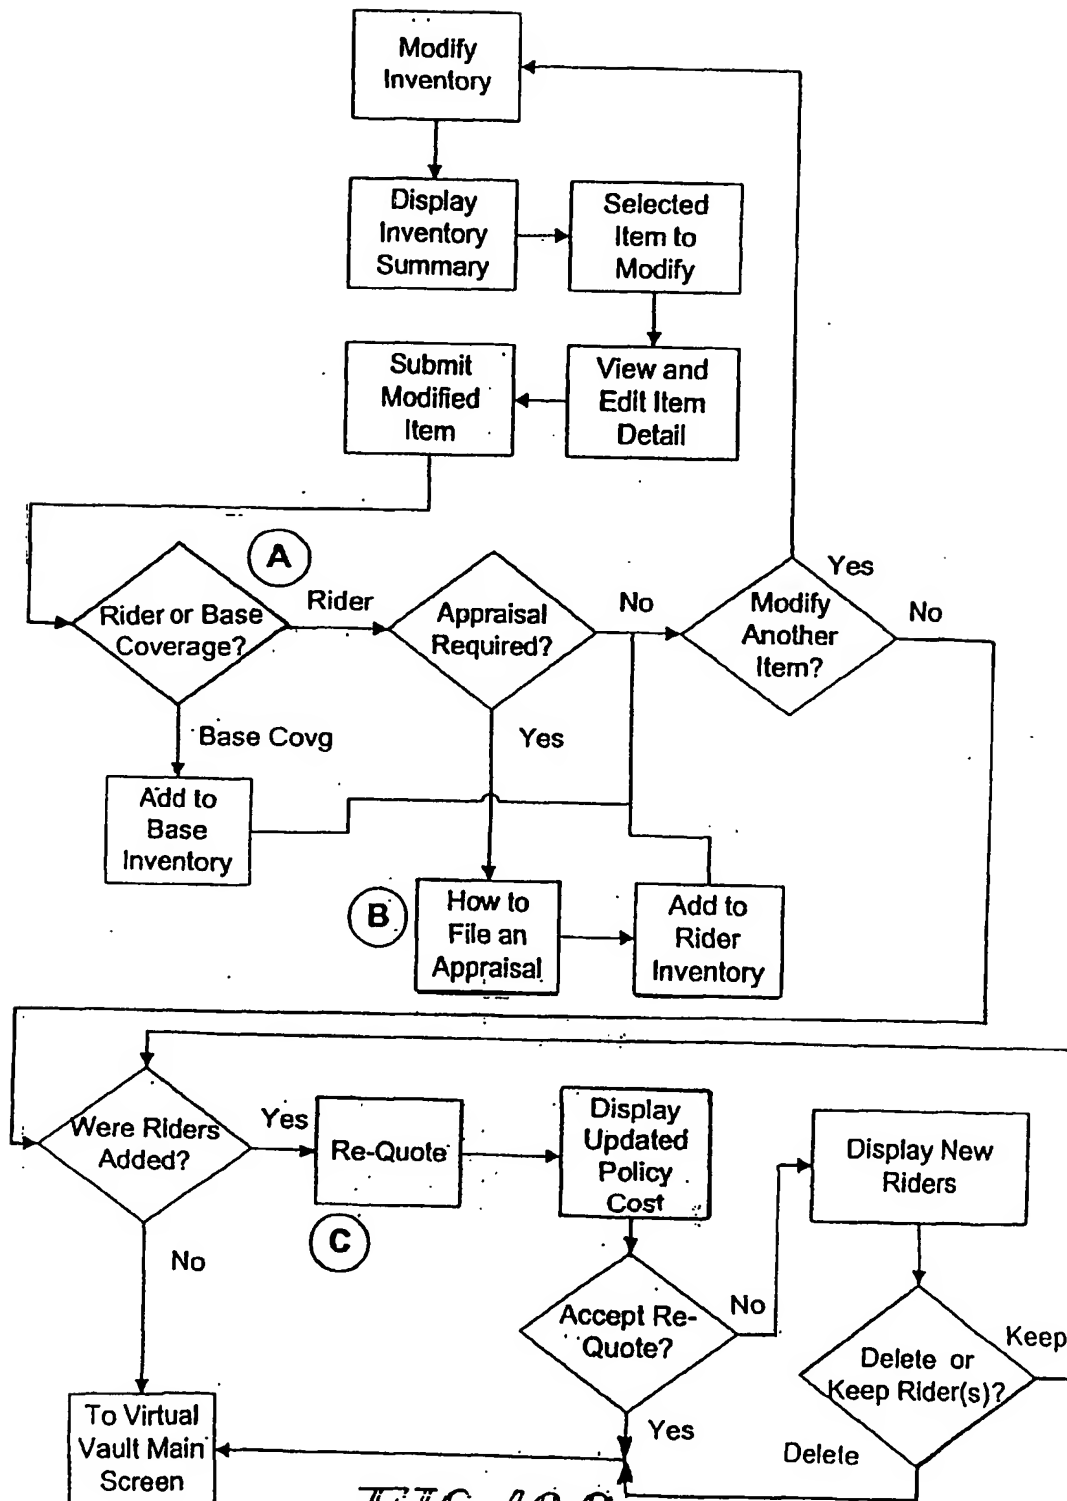 Modify
Inventory
Display
Inventory
Summary
Selected
Item to
Modify
Submit
Modified
Item
View and
Edit Item
Detail
A
Rider or Base
Coverage?
Rider
Appraisal
Required?
No
Modify
Another
Item?
Yes
No
Base Covg
Yes
Add to
Base
Inventory
B
How to
File an
Appraisal
Add to
Rider
Inventory
Were Riders
Added?
Yes
Re-Quote
C
Display
Updated
Policy
Cost
Display New
Riders
No
Accept Re-
Quote?
No
Delete or
Keep Rider(s)?
Keep
Yes
Delete
To Virtual
Vault Main
Screen